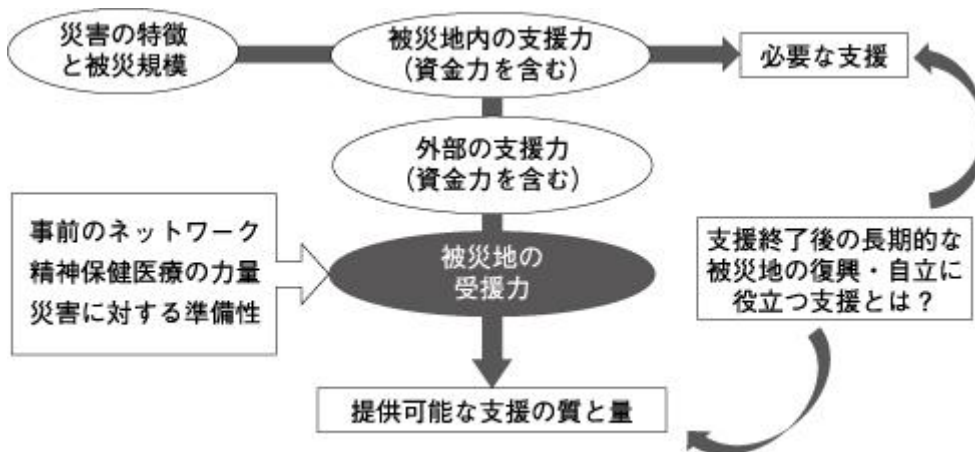 災害の特徴
と被災規模
被災地内の支援力
(資金力を含む)
必要な支援
外部の支援力
(資金力を含む)
事前のネットワーク
精神保健医療の力量
災害に対する準備性
被災地の
受援力
支援終了後の長期的な
被災地の復興・自立に
役立つ支援とは？
提供可能な支援の質と量